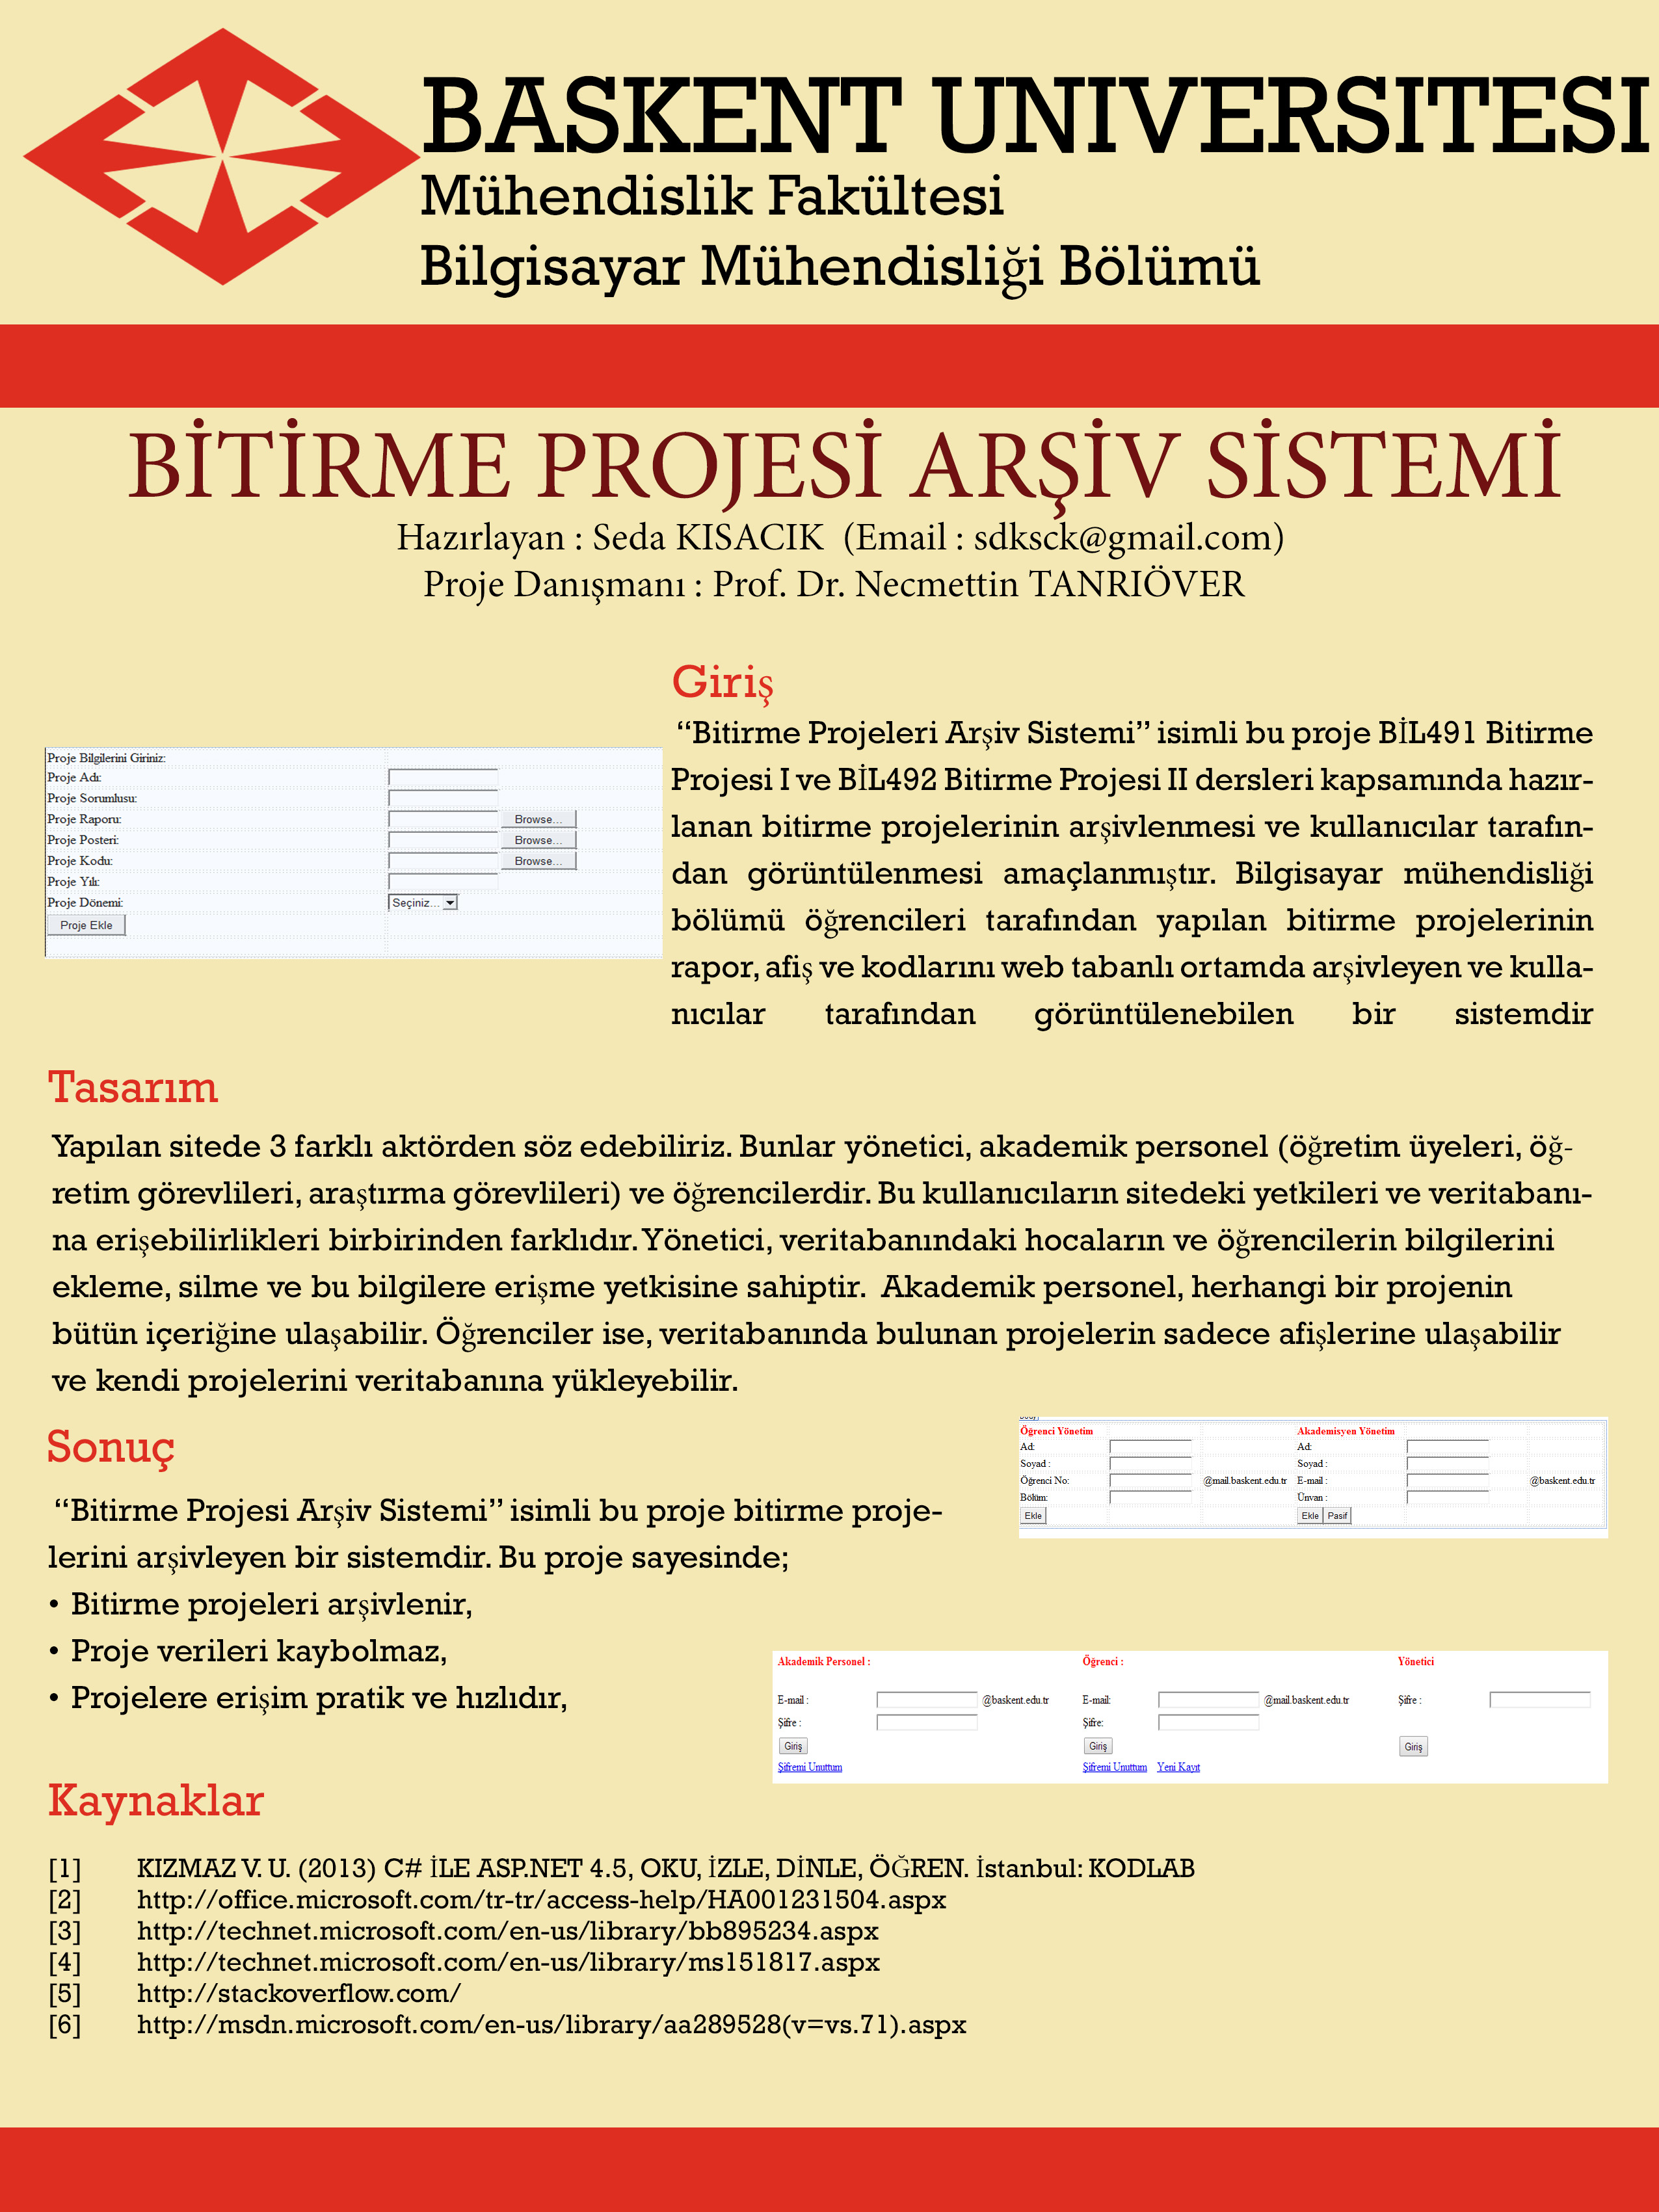 BASKENT UNIVERSITESI
Mühendislik Fakültesi
Bilgisayar Mühendisliği Bölümü
BİTİRME PROJESİ ARŞİV SİSTEMİ
Hazırlayan : Seda KISACIK (Email : sdksck@gmail.com)
Proje Danışmanı : Prof. Dr. Necmettin TANRIÖVER
Proje Bilgilerini Giriniz:
Proje Adı:
Proje Sorumlusu:
Proje Raporu: Browse...
Proje Posteri: Browse...
Proje Kodu: Browse...
Proje Yılı:
Proje Dönemi: Seçiniz...
Proje Ekle
Giriş
“Bitirme Projeleri Arşiv Sistemi” isimli bu proje BİL491 Bitirme
Projesi I ve BİL492 Bitirme Projesi II dersleri kapsamında hazır-
lanan bitirme projelerinin arşivlenmesi ve kullanıcılar tarafın-
dan görüntülenmesi amaçlanmıştır. Bilgisayar mühendisliği
bölümü öğrencileri tarafından yapılan bitirme projelerinin
rapor, afiş ve kodlarını web tabanlı ortamda arşivleyen ve kulla-
nıcılar tarafından görüntülenebilen bir sistemdir
Tasarım
Yapılan sitede 3 farklı aktörden söz edebiliriz. Bunlar yönetici, akademik personel (öğretim üyeleri, öğ-
retim görevlileri, araştırma görevlileri) ve öğrencilerdir. Bu kullanıcıların sitedeki yetkileri ve veritabanı-
na erişebilirlikleri birbirinden farklıdır. Yönetici, veritabanındaki hocaların ve öğrencilerin bilgilerini
ekleme, silme ve bu bilgilere erişme yetkisine sahiptir. Akademik personel, herhangi bir projenin
bütün içeriğine ulaşabilir. Öğrenciler ise, veritabanında bulunan projelerin sadece afişlerine ulaşabilir
ve kendi projelerini veritabanına yükleyebilir.
Sonuç
“Bitirme Projesi Arşiv Sistemi” isimli bu proje bitirme proje-
lerini arşivleyen bir sistemdir. Bu proje sayesinde;
• Bitirme projeleri arşivlenir,
• Proje verileri kaybolmaz,
• Projelere erişim pratik ve hızlıdır,
Öğrenci Yönetim Akademisyen Yönetim
Ad: Ad:
Soyad : Soyad :
Öğrenci No: @mail.baskent.edu.tr E-mail : @baskent.edu.tr
Bölüm: Ünvan :
Ekle Ekle Pasif
Akademik Personel : Öğrenci : Yönetici
E-mail : @baskent.edu.tr E-mail: @mail.baskent.edu.tr Şifre :
Şifre : Şifre:
Giriş Giriş Giriş
Şifremi Unuttum Şifremi Unuttum Yeni Kayıt
Kaynaklar
[1] KIZMAZ V. U. (2013) C# İLE ASP.NET 4.5, OKU, İZLE, DİNLE, ÖĞREN. İstanbul: KODLAB
[2] http://office.microsoft.com/tr-tr/access-help/HA001231504.aspx
[3] http://technet.microsoft.com/en-us/library/bb895234.aspx
[4] http://technet.microsoft.com/en-us/library/ms151817.aspx
[5] http://stackoverflow.com/
[6] http://msdn.microsoft.com/en-us/library/aa289528(v=vs.71).aspx